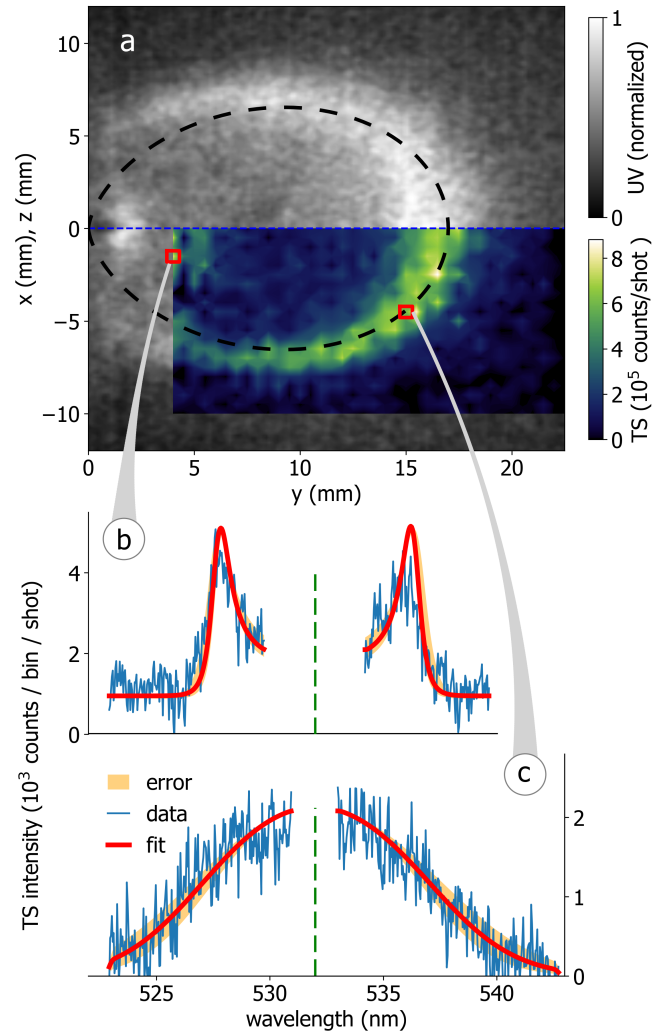 a
10
5
0
−5
−10
x (mm), z (mm)
0
5
10
15
20
y (mm)
1
0
UV (normalized)
8
6
4
2
0
TS (10⁵ counts/shot )
b
4
2
0
TS intensity (10³ counts / bin / shot)
c
error
data
fit
2
1
0
525
530
535
540
wavelength (nm)